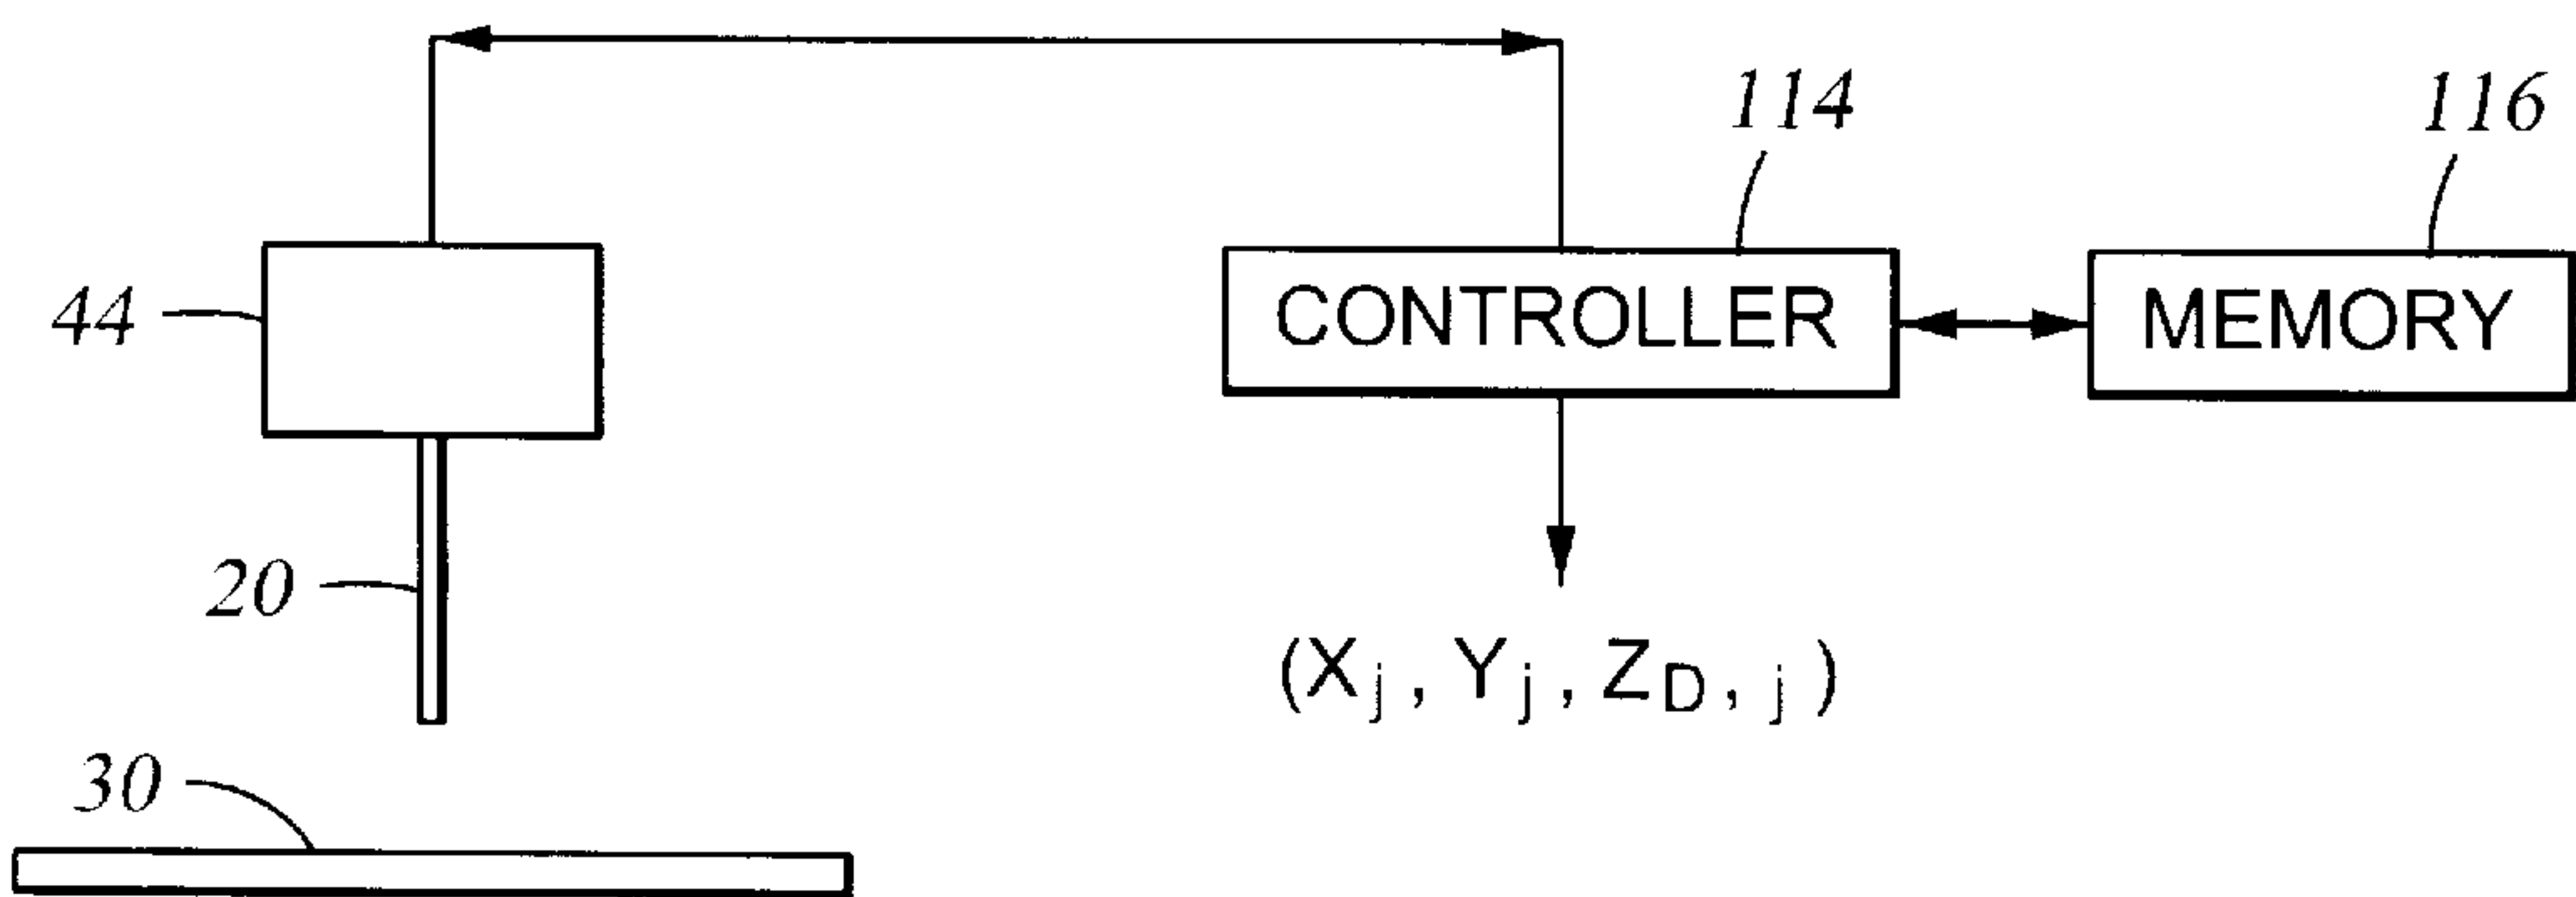 114
116
44
CONTROLLER
MEMORY
20
(Xj, Yj, ZD, j)
30